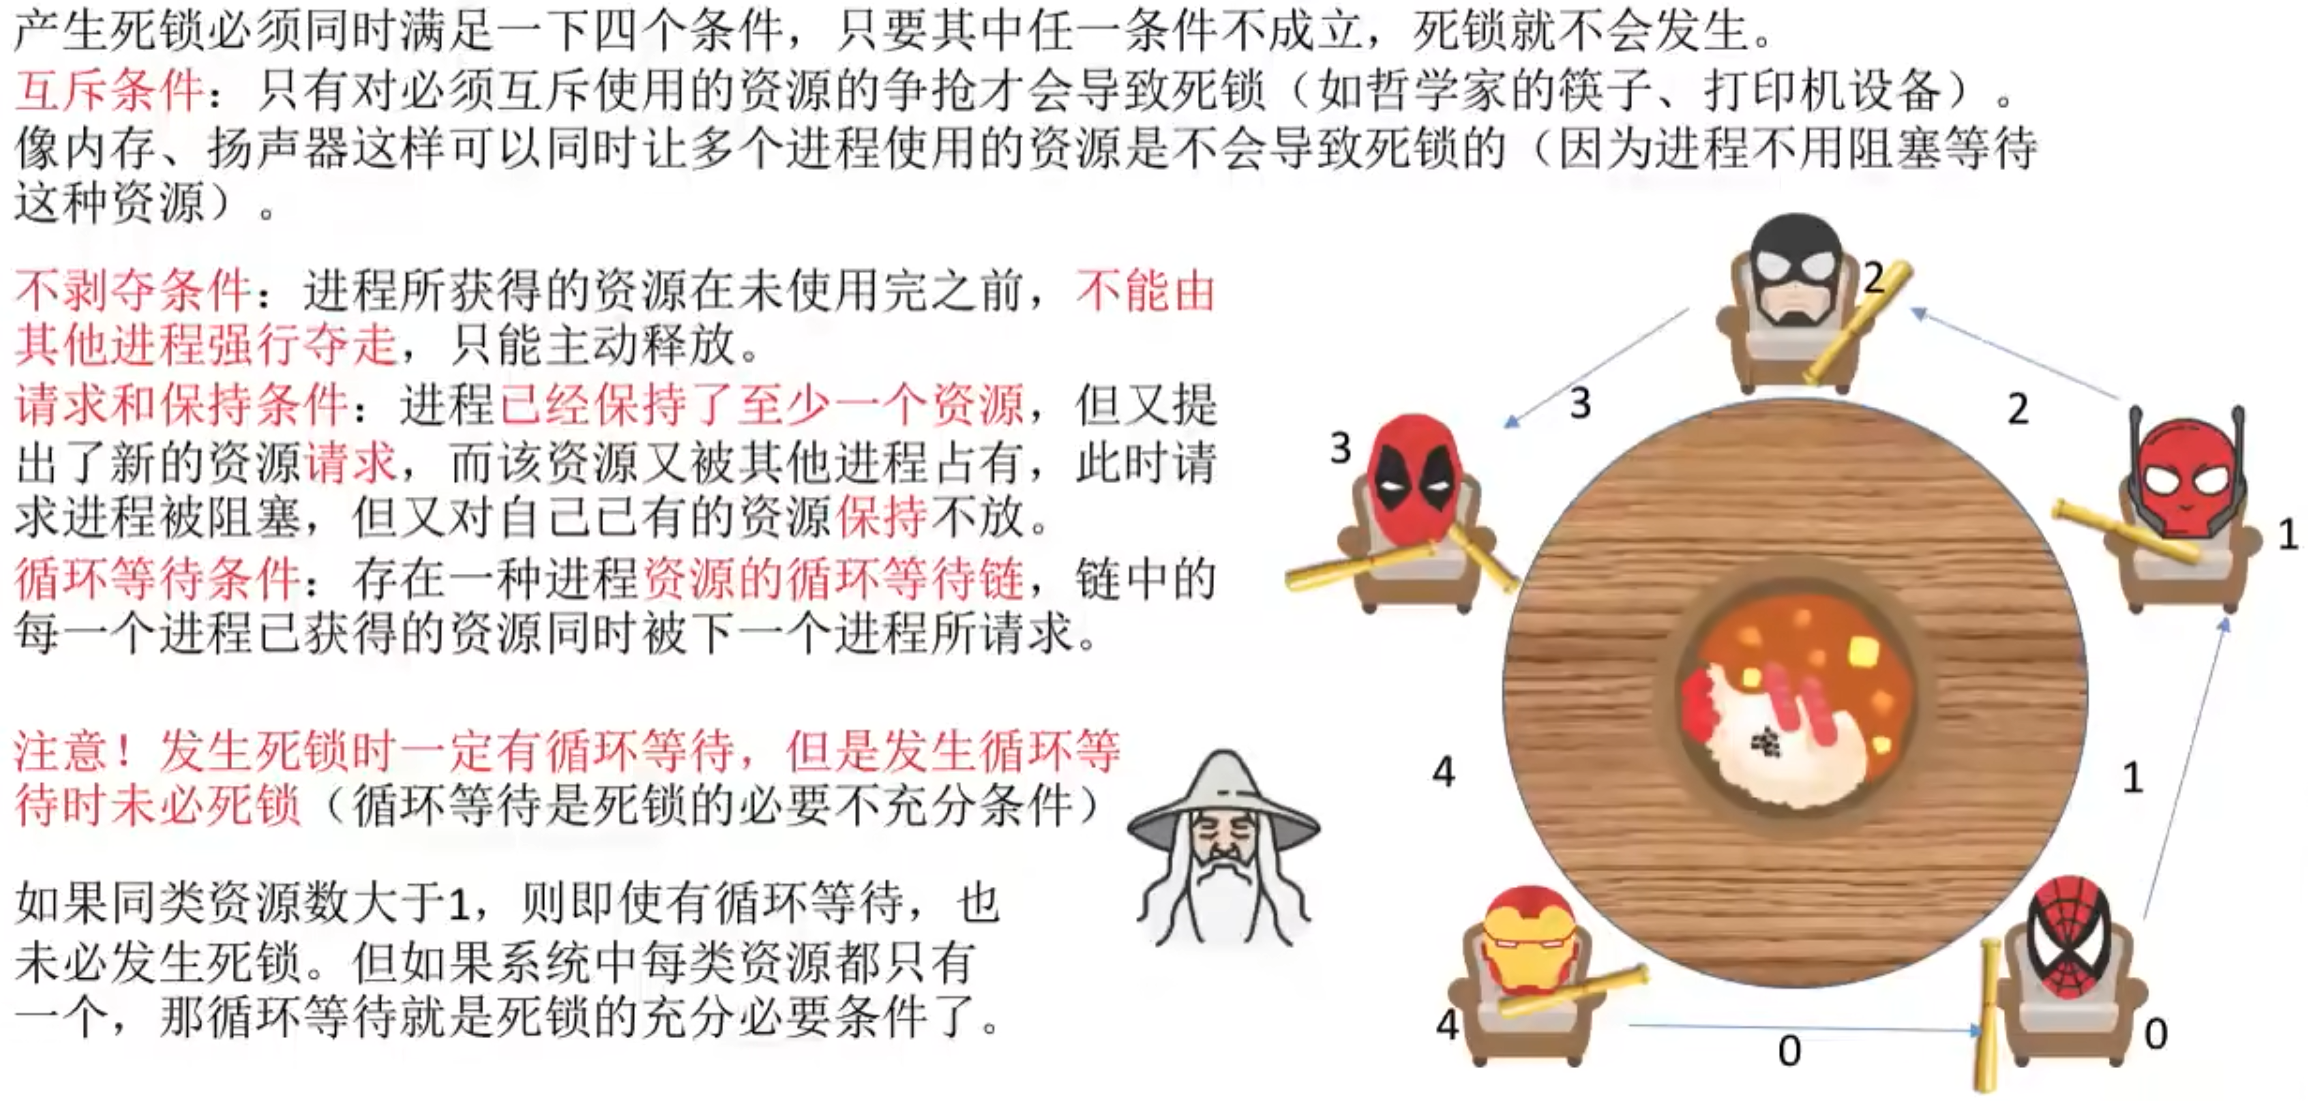 产生死锁必须同时满足一下四个条件，只要其中任一条件不成立，死锁就不会发生。
互斥条件：只有对必须互斥使用的资源的争抢才会导致死锁（如哲学家的筷子、打印机设备）。
像内存、扬声器这样可以同时让多个进程使用的资源是不会导致死锁的（因为进程不用阻塞等待
这种资源）。
不剥夺条件：进程所获得的资源在未使用完之前，不能由
其他进程强行夺走，只能主动释放。
请求和保持条件：进程已经保持了至少一个资源，但又提
出了新的资源请求，而该资源又被其他进程占有，此时请
求进程被阻塞，但又对自己已有的资源保持不放。
循环等待条件：存在一种进程资源的循环等待链，链中的
每一个进程已获得的资源同时被下一个进程所请求。
注意！发生死锁时一定有循环等待，但是发生循环等
待时未必死锁（循环等待是死锁的必要不充分条件）
如果同类资源数大于1，则即使有循环等待，也
未必发生死锁。但如果系统中每类资源都只有
一个，那循环等待就是死锁的充分必要条件了。
2
3
2
3
1
4
1
4
0
0